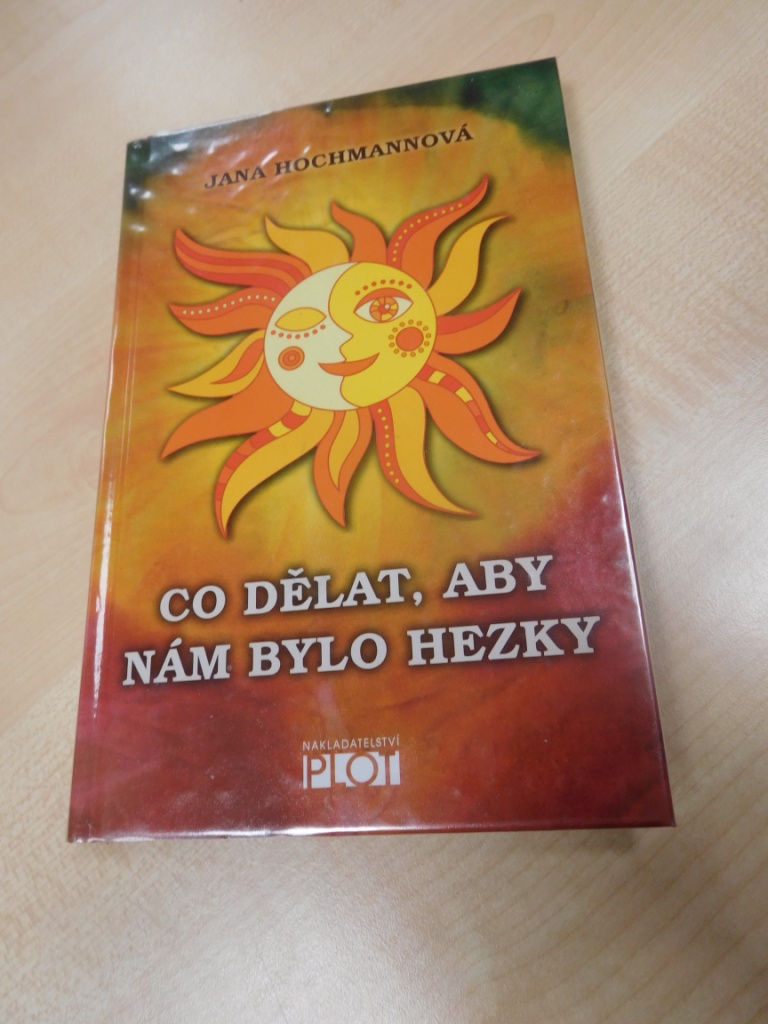 JANA HOCHMANNOVÁ
CO DĚLAT, ABY
NÁM BYLO HEZKY
NAKLADATELSTVÍ
PLOT